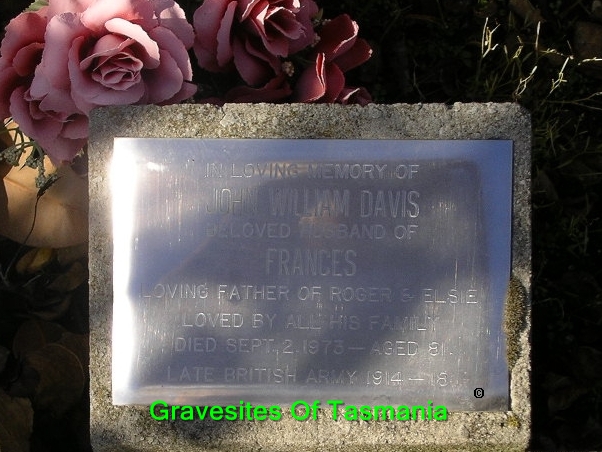 IN LOVING MEMORY OF
JOHN WILLIAM DAVIS
BELOVED HUSBAND OF
FRANCES
LOVING FATHER OF ROGER & ELSIE
LOVED BY ALL HIS FAMILY
DIED SEPT. 2. 1973 — AGED 81.
LATE BRITISH ARMY 1914 — 18.
©
Gravesites Of Tasmania